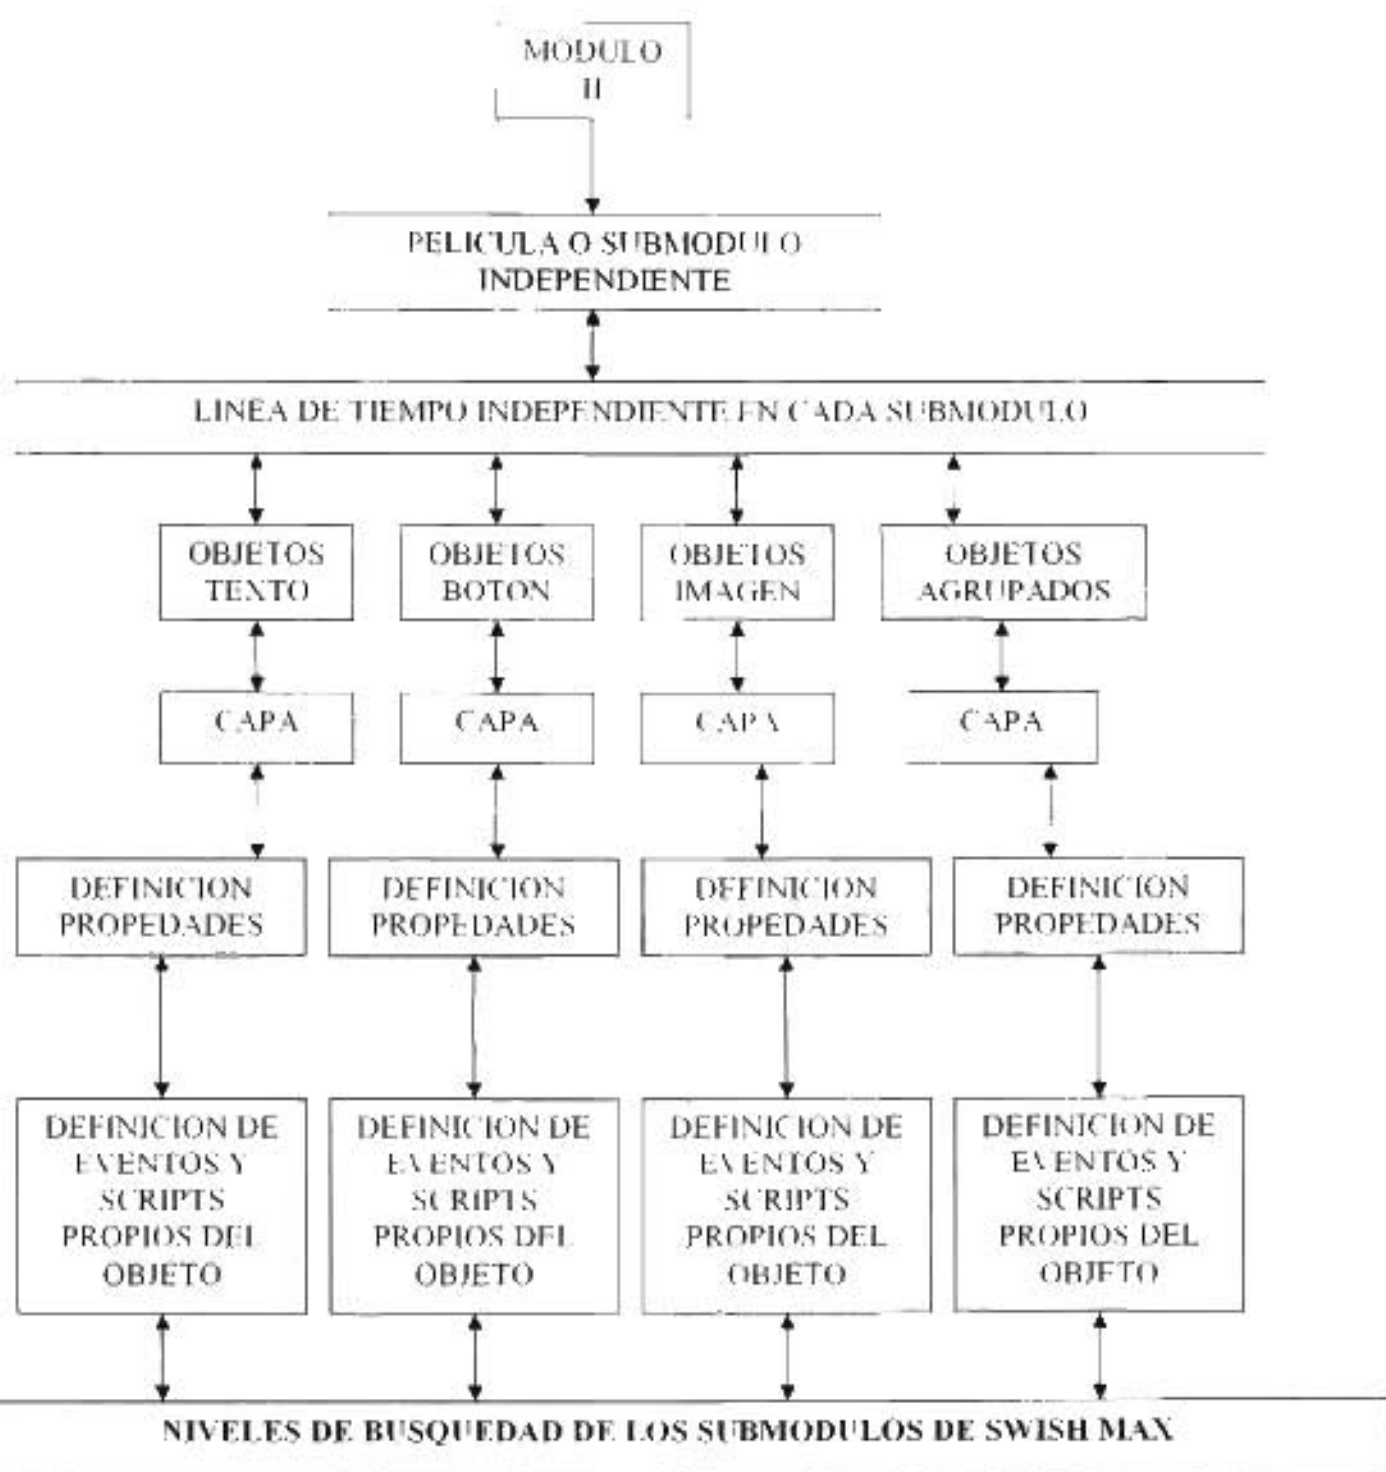 MODULO
II
PELICULA O SUBMODULO
INDEPENDIENTE
LINEA DE TIEMPO INDEPENDIENTE EN CADA SUBMODULO
OBJETOS
TEXTO
OBJETOS
BOTON
OBJETOS
IMAGEN
OBJETOS
AGRUPADOS
CAPA
CAPA
CAPA
CAPA
DEFINICION
PROPEDADES
DEFINICION
PROPEDADES
DEFINICION
PROPEDADES
DEFINICION
PROPEDADES
DEFINICION DE
EVENTOS Y
SCRIPTS
PROPIOS DEL
OBJETO
DEFINICION DE
EVENTOS Y
SCRIPTS
PROPIOS DEL
OBJETO
DEFINICION DE
EVENTOS Y
SCRIPTS
PROPIOS DEL
OBJETO
DEFINICION DE
EVENTOS Y
SCRIPTS
PROPIOS DEL
OBJETO
NIVELES DE BUSQUEDAD DE LOS SUBMODULOS DE SWISH MAX